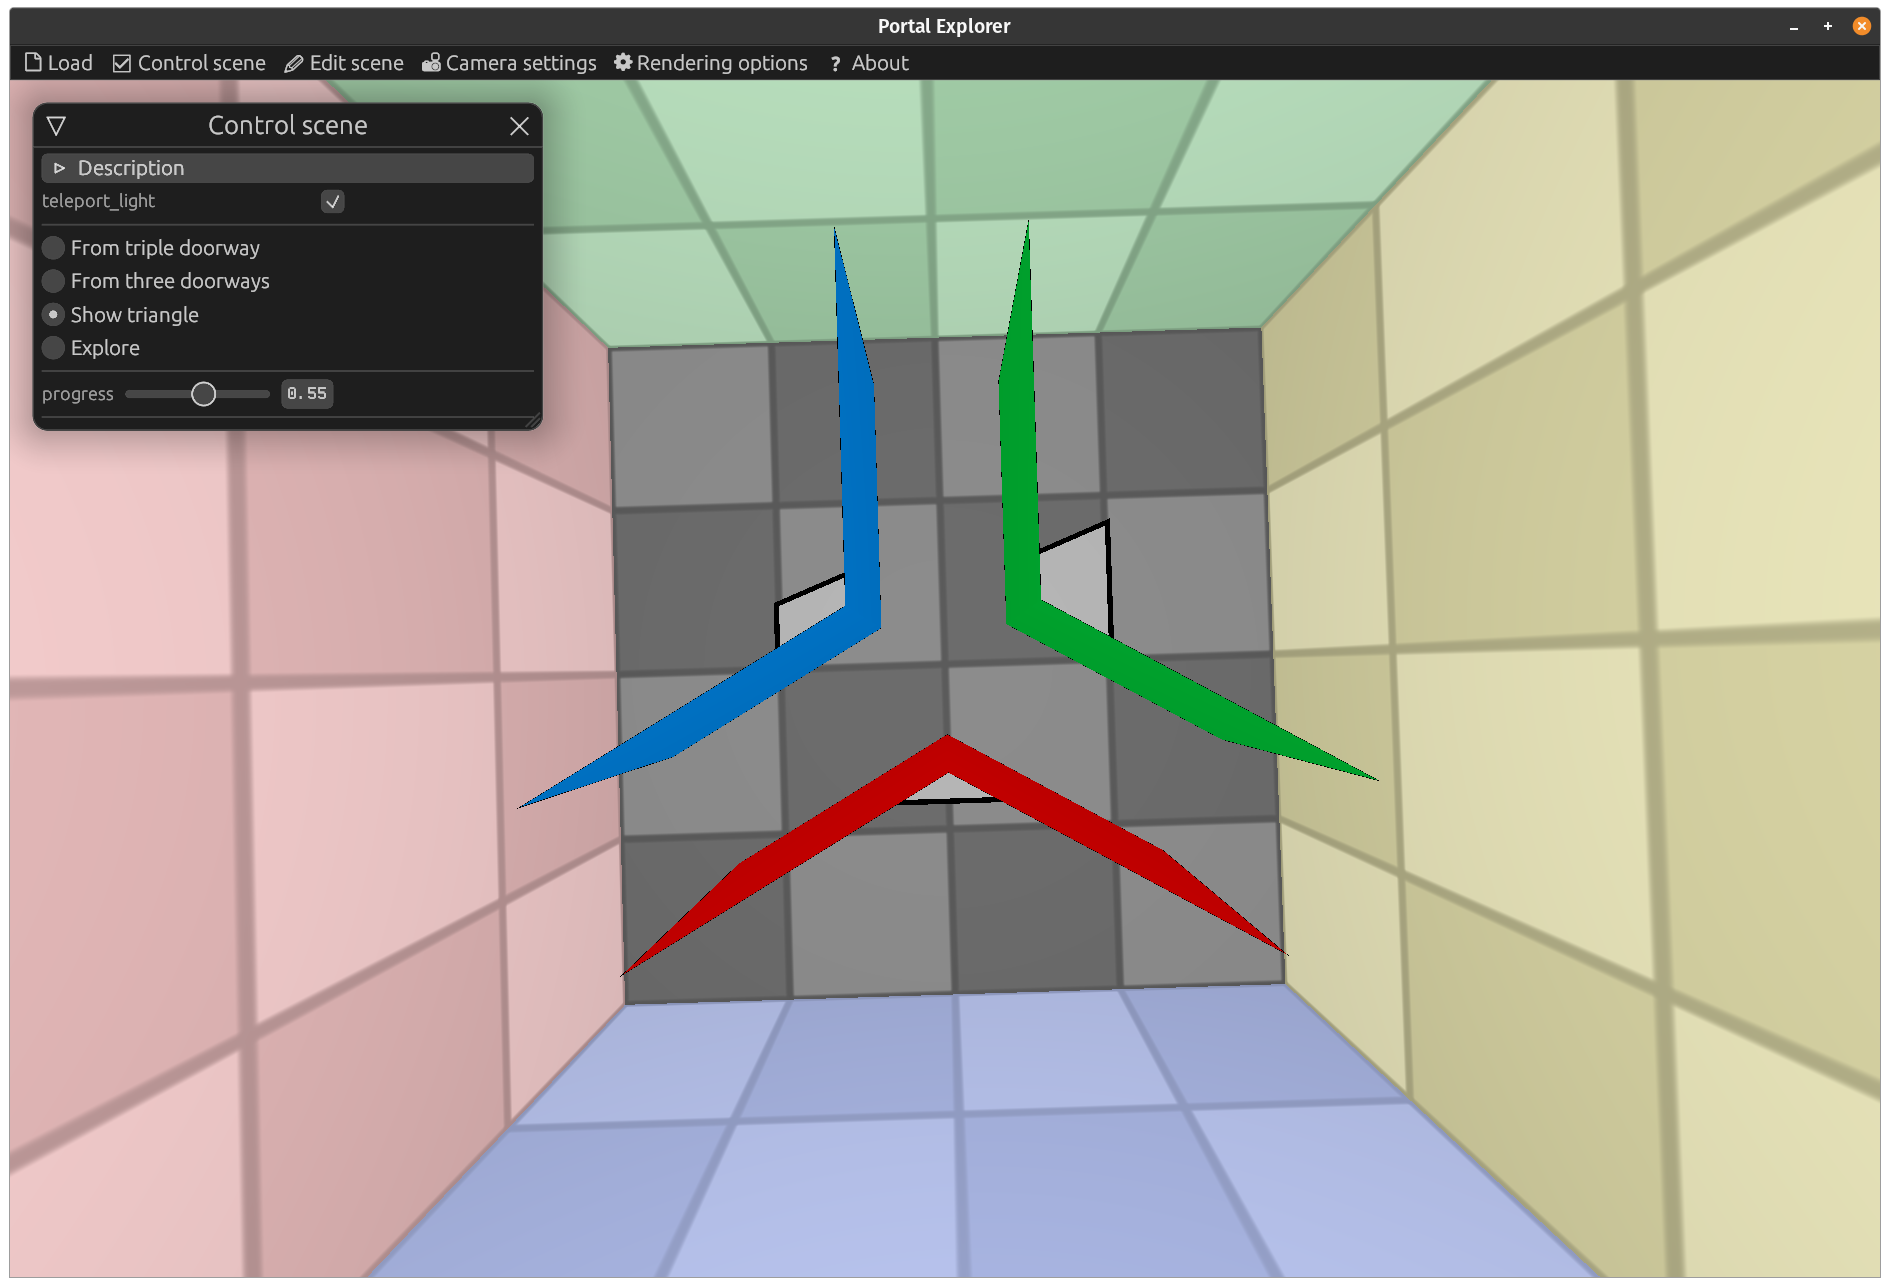 Portal Explorer
Load Control scene Edit scene Camera settings Rendering options ? About
Control scene
Description
teleport_light
From triple doorway
From three doorways
Show triangle
Explore
progress 0.55